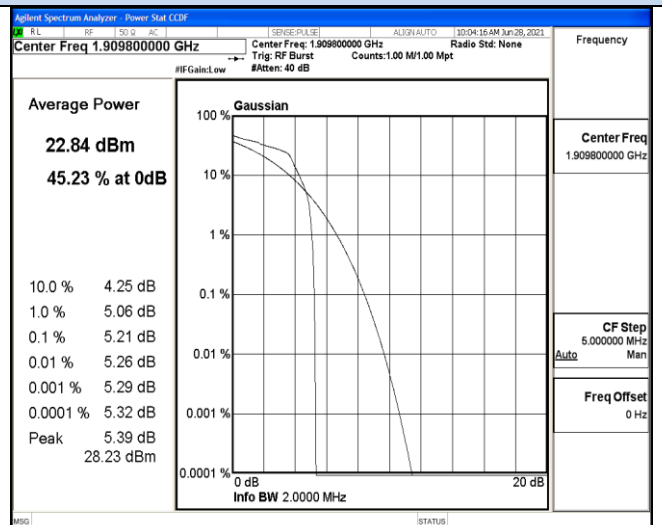 Agilent Spectrum Analyzer - Power Stat CCDF
RL RF 50 Ω AC SENSE:PULSE ALIGN AUTO 10:04:16 AM Jun 28, 2021
Center Freq 1.909800000 GHz
Center Freq: 1.909800000 GHz Radio Std: None
Trig: RF Burst Counts:1.00 M/1.00 Mpt
#IFGain:Low #Atten: 40 dB
Frequency
Average Power
22.84 dBm
45.23 % at 0dB
10.0 % 4.25 dB
1.0 % 5.06 dB
0.1 % 5.21 dB
0.01 % 5.26 dB
0.001 % 5.29 dB
0.0001 % 5.32 dB
Peak 5.39 dB
28.23 dBm
Gaussian
100 %
10 %
1 %
0.1 %
0.01 %
0.001 %
0.0001 %
0 dB 20 dB
Info BW 2.0000 MHz
Center Freq
1.909800000 GHz
CF Step
5.000000 MHz
Auto Man
Freq Offset
0 Hz
MSG STATUS